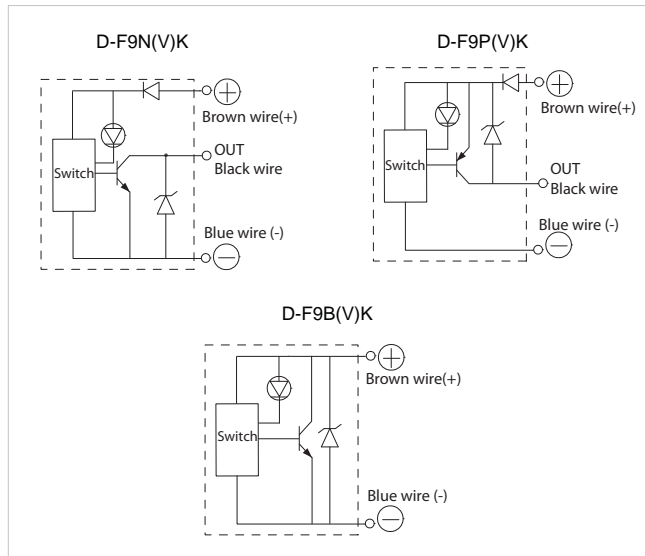 D-F9N(V)K
Brown wire(+)
Switch
OUT
Black wire
Blue wire (-)
D-F9P(V)K
Brown wire(+)
Switch
OUT
Black wire
Blue wire (-)
D-F9B(V)K
Brown wire(+)
Switch
Blue wire (-)